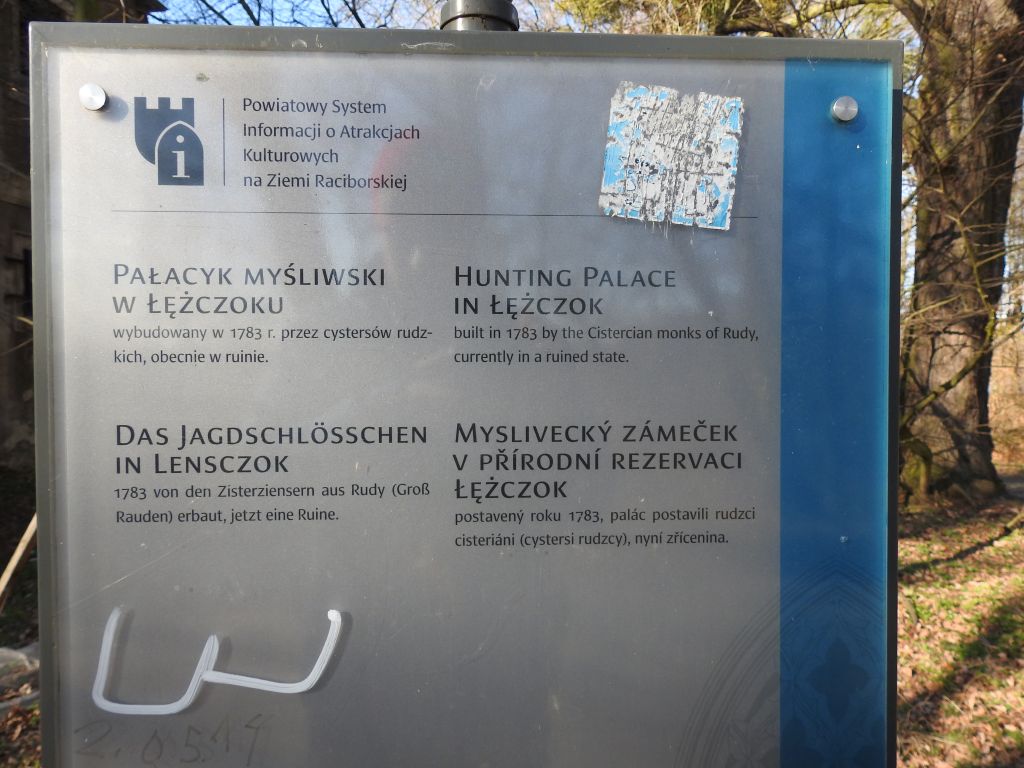 Powiatowy System
Informacji o Atrakcjach
Kulturowych
na Ziemi Raciborskiej
i
PAŁACYK MYŚLIWSKI
W ŁĘŻCZOKU
wybudowany w 1783 r. przez cystersów rudz-
kich, obecnie w ruinie.
HUNTING PALACE
IN ŁĘŻCZOK
built in 1783 by the Cistercian monks of Rudy,
currently in a ruined state.
DAS JAGDSCHLÖSSCHEN
IN LENSCZOK
1783 von den Zisterziensern aus Rudy (Groß
Rauden) erbaut, jetzt eine Ruine.
MYSLIVECKÝ ZÁMEČEK
V PŘÍRODNÍ REZERVACI
ŁĘŻCZOK
postavený roku 1783, palác postavili rudzci
cisteriáni (cystersi rudzcy), nyní zřícenina.